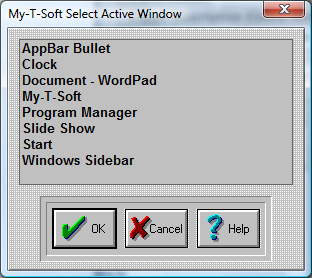 My-T-Soft Select Active Window
AppBar Bullet
Clock
Document - WordPad
My-T-Soft
Program Manager
Slide Show
Start
Windows Sidebar
OK
Cancel
Help